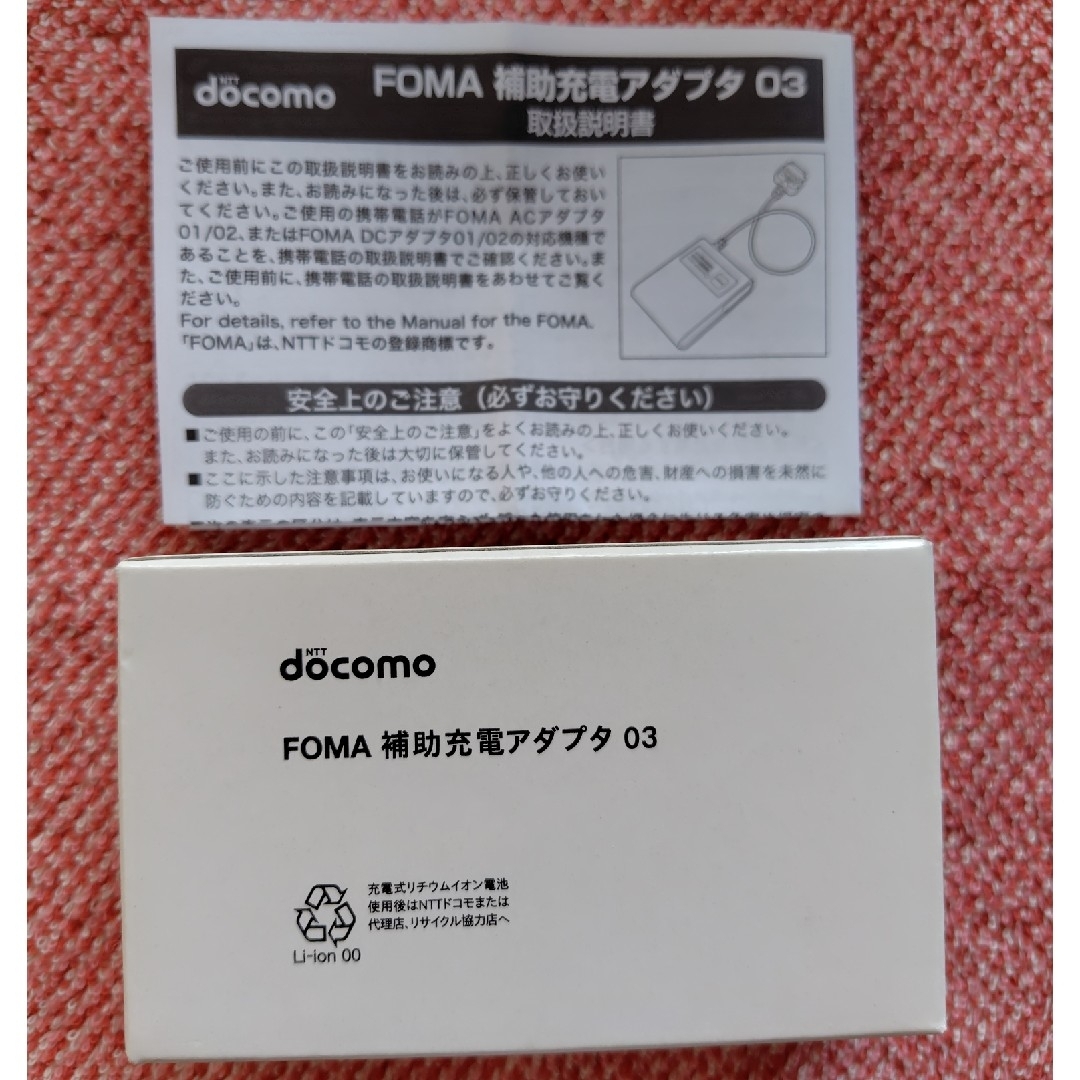 NTT docomo
FOMA 補助充電アダプタ 03
取扱説明書
ご使用前にこの取扱説明書をお読みの上、正しくお使い
ください。また、お読みになった後は、必ず保管しておい
てください。ご使用の携帯電話がFOMA ACアダプタ
01/02、またはFOMA DCアダプタ01/02の対応機種で
あることを、携帯電話の取扱説明書でご確認ください。ま
た、ご使用前に、携帯電話の取扱説明書をあわせてご覧く
ださい。
For details, refer to the Manual for the FOMA.
「FOMA」は、NTTドコモの登録商標です。
安全上のご注意（必ずお守りください）
■ご使用の前に、この「安全上のご注意」をよくお読みの上、正しくお使いください。
また、お読みになった後は大切に保管してください。
■ここに示した注意事項は、お使いになる人や、他の人への危害、財産への損害を未然に
防ぐための内容を記載していますので、必ずお守りください。
NTT docomo
FOMA 補助充電アダプタ 03
充電式リチウムイオン電池
使用後はNTTドコモまたは
代理店、リサイクル協力店へ
Li-ion 00